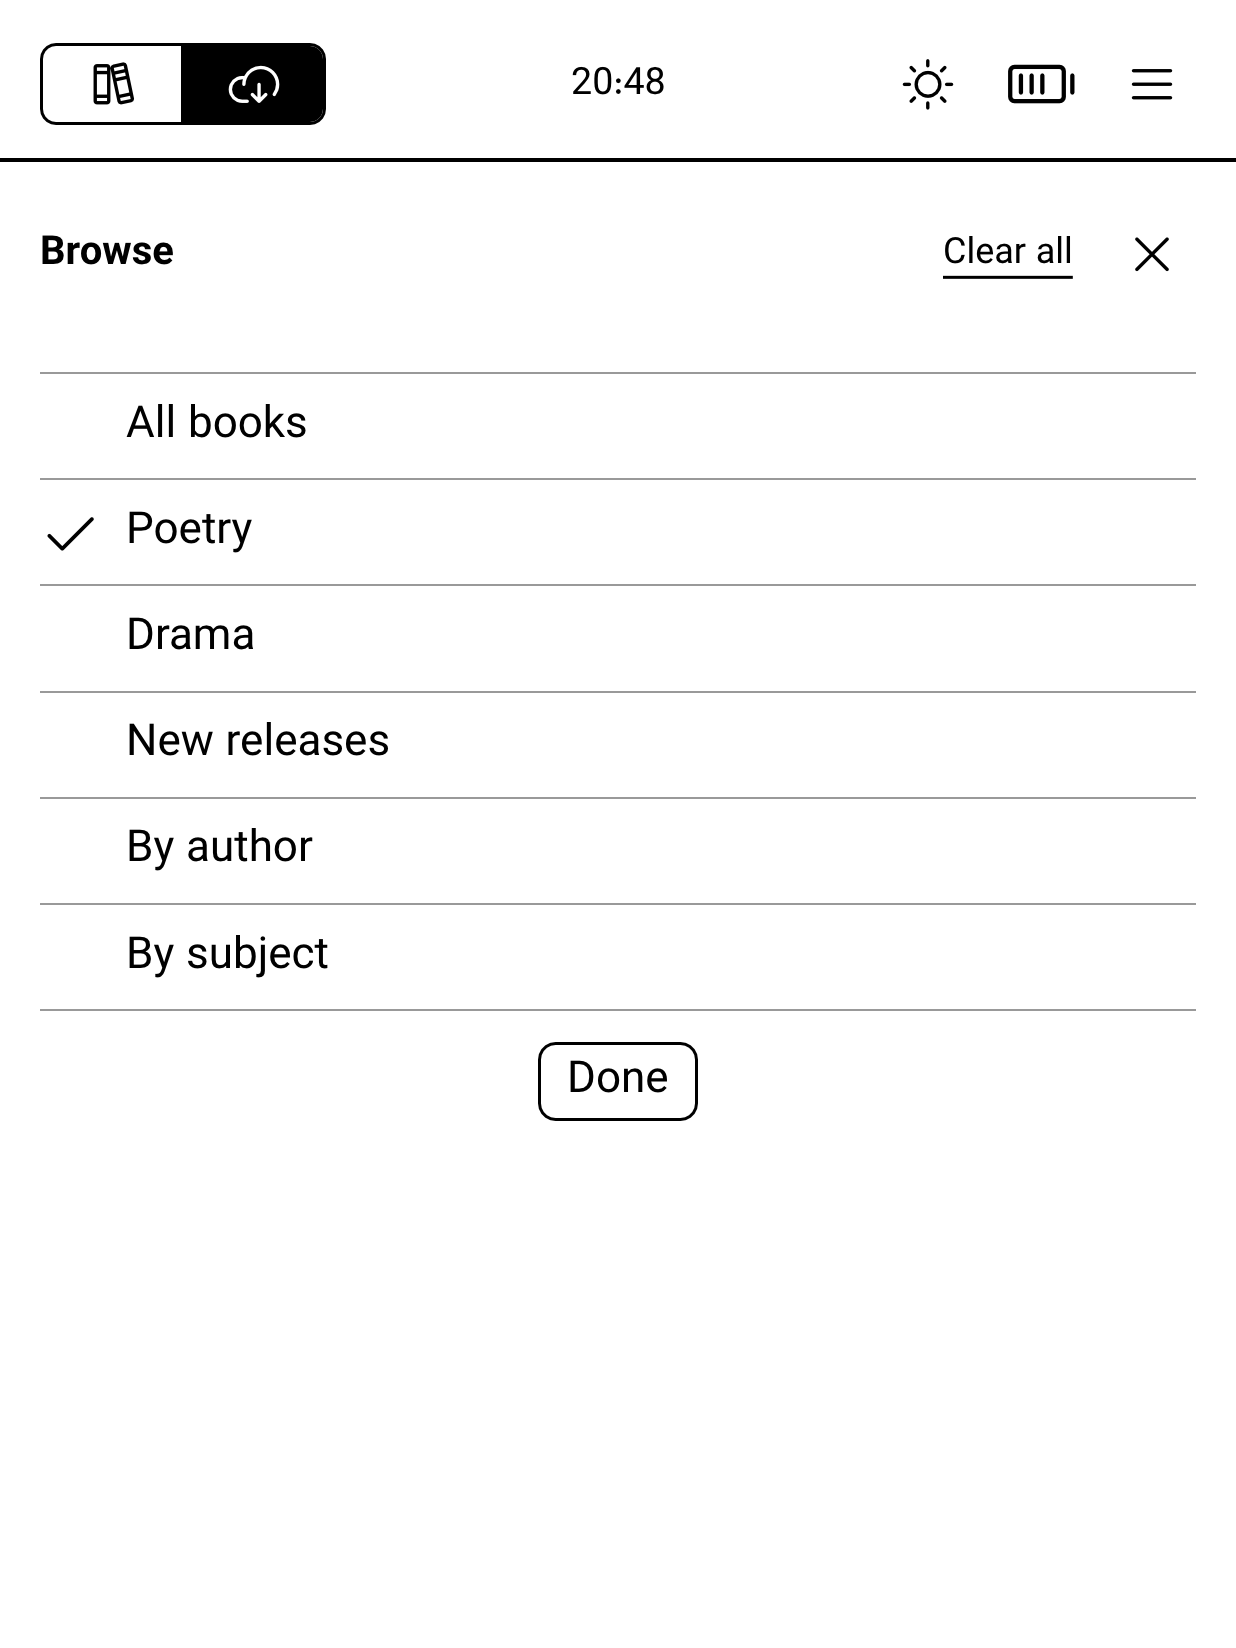 20:48
Browse
Clear all
All books
Poetry
Drama
New releases
By author
By subject
Done